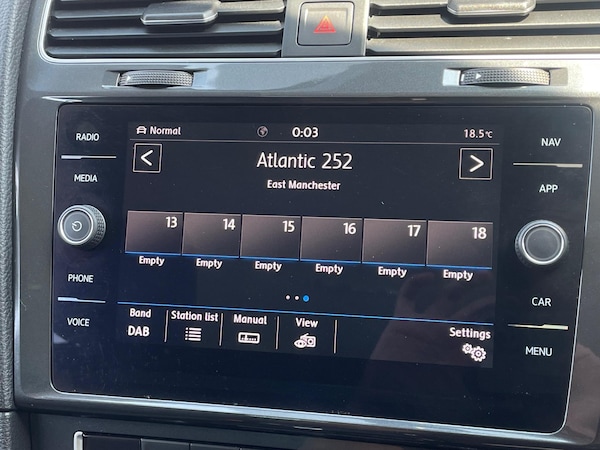 RADIO
MEDIA
PHONE
VOICE
Normal 0:03 18.5°C
< Atlantic 252 >
East Manchester
13 14 15 16 17 18
Empty Empty Empty Empty Empty Empty
Band Station list Manual View Settings
DAB
NAV
APP
CAR
MENU